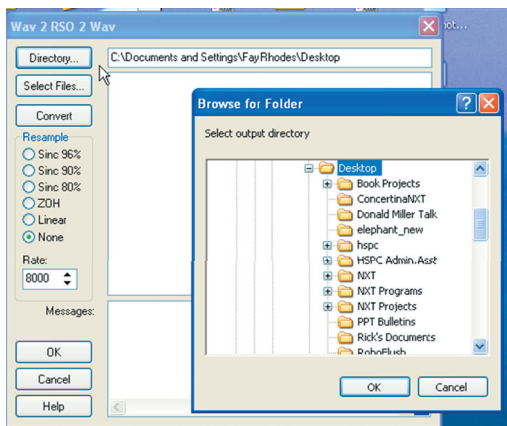 Wav 2 RSO 2 Wav
Directory...
C:\Documents and Settings\FayRhodes\Desktop
Select Files...
Convert
Resample
Sinc 96%
Sinc 90%
Sinc 80%
ZOH
Linear
None
Rate:
8000
Messages:
OK
Cancel
Help
Browse for Folder
Select output directory
Desktop
Book Projects
ConcertinaNXT
Donald Miller Talk
elephant_new
hspc
HSPC Admin.Asst
NXT
NXT Programs
NXT Projects
PPT Bulletins
Rick's Documents
RoboFlush
OK
Cancel